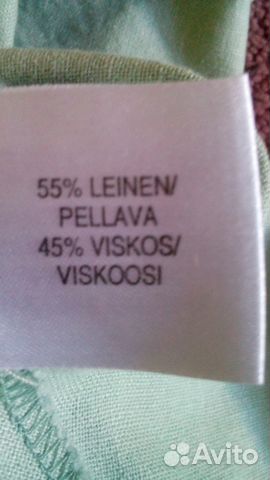 55% LEINEN/
PELLAVA
45% VISKOS/
VISKOOSI
Avito